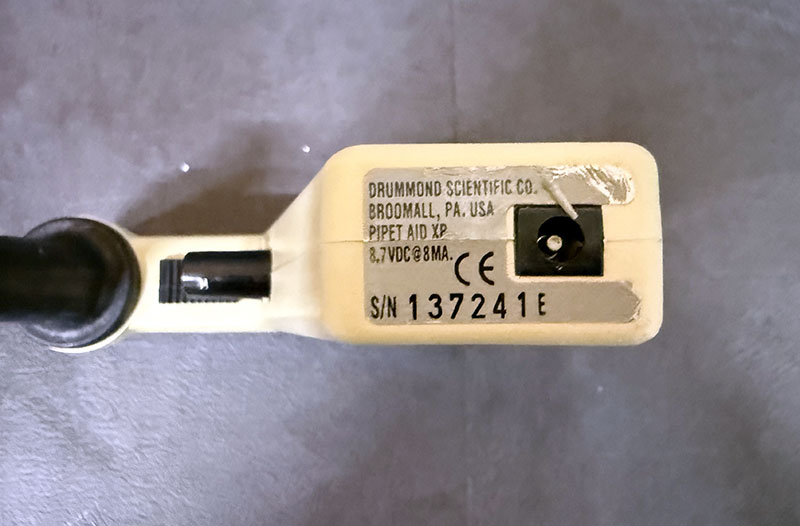 DRUMMOND SCIENTIFIC CO.
BROOMALL, PA. USA
PIPET AID XP
8.7VDC@8MA.
CE
S/N 137241E